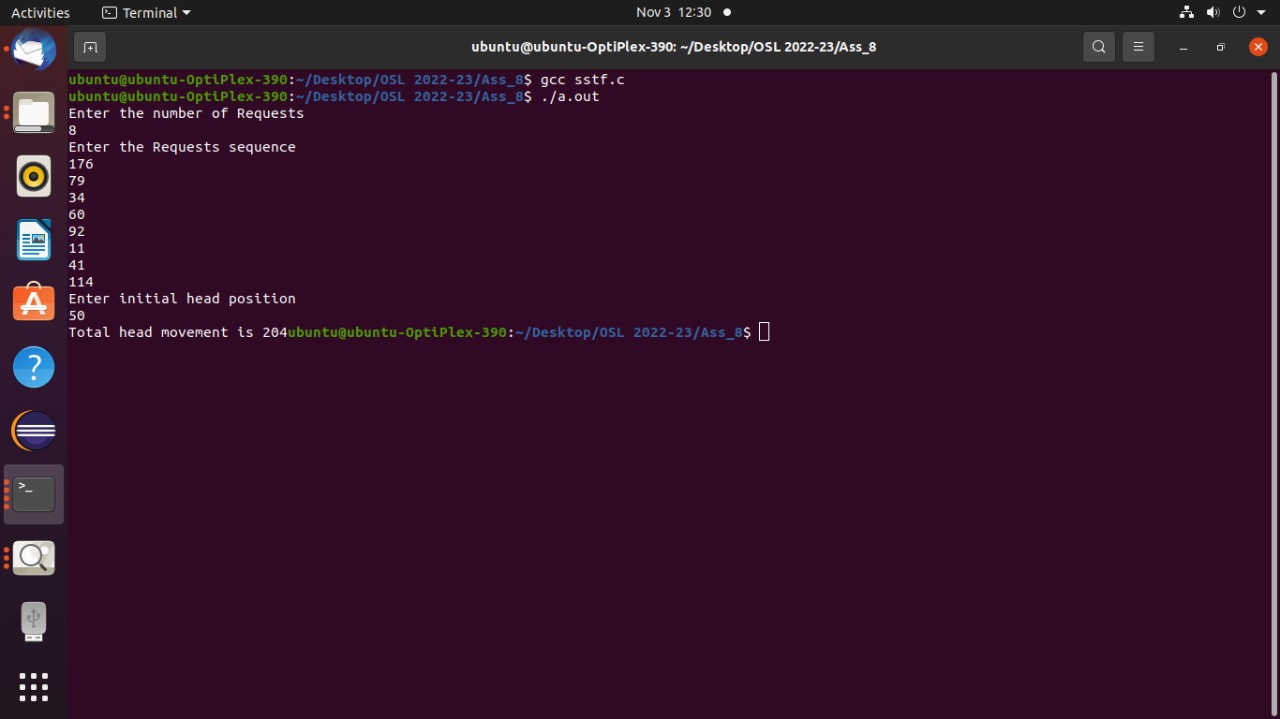 Activities Terminal Nov 3 12:30
ubuntu@ubuntu-OptiPlex-390: ~/Desktop/OSL 2022-23/Ass_8
ubuntu@ubuntu-OptiPlex-390:~/Desktop/OSL 2022-23/Ass_8$ gcc sstf.c
ubuntu@ubuntu-OptiPlex-390:~/Desktop/OSL 2022-23/Ass_8$ ./a.out
Enter the number of Requests
8
Enter the Requests sequence
176
79
34
60
92
11
41
114
Enter initial head position
50
Total head movement is 204ubuntu@ubuntu-OptiPlex-390:~/Desktop/OSL 2022-23/Ass_8$